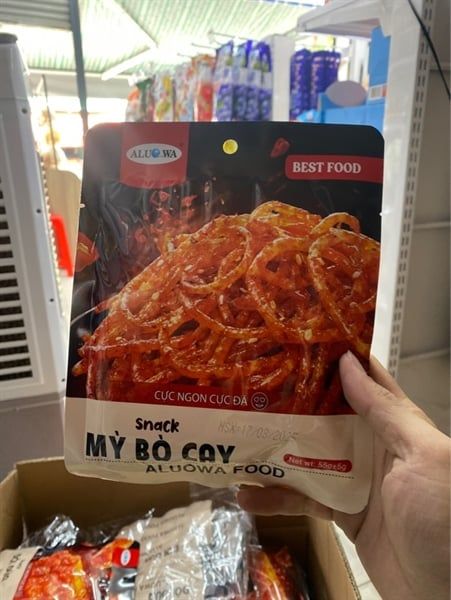 ALUOWA
BEST FOOD
CỰC NGON CỰC ĐÃ
Snack
MỲ BÒ CAY
NSX:17/03/2025
ALUOWA FOOD
Net wt: 55g±5g